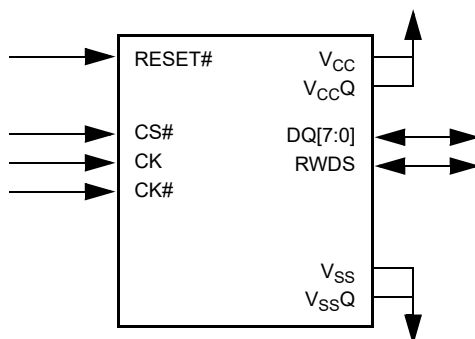 RESET#
CS#
CK
CK#
VCC
VCCQ
DQ[7:0]
RWDS
VSS
VSSQ